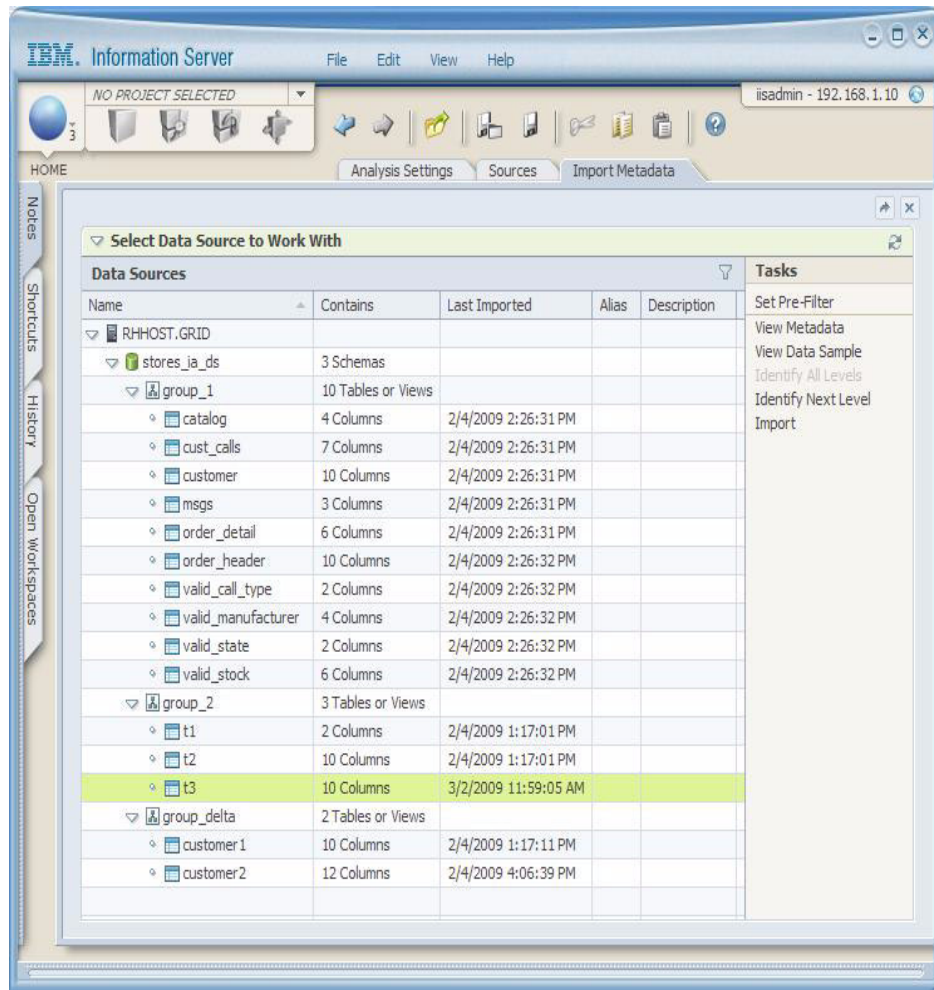 IBM. Information Server
File Edit View Help
NO PROJECT SELECTED
iisadmin - 192.168.1.10
3
HOME
Analysis Settings Sources Import Metadata
Notes
Shortcuts
History
Open Workspaces
Select Data Source to Work With
Data Sources
Name Contains Last Imported Alias Description
RHHOST.GRID
stores_ia_ds 3 Schemas
group_1 10 Tables or Views
catalog 4 Columns 2/4/2009 2:26:31 PM
cust_calls 7 Columns 2/4/2009 2:26:31 PM
customer 10 Columns 2/4/2009 2:26:31 PM
msgs 3 Columns 2/4/2009 2:26:31 PM
order_detail 6 Columns 2/4/2009 2:26:31 PM
order_header 10 Columns 2/4/2009 2:26:32 PM
valid_call_type 2 Columns 2/4/2009 2:26:32 PM
valid_manufacturer 4 Columns 2/4/2009 2:26:32 PM
valid_state 2 Columns 2/4/2009 2:26:32 PM
valid_stock 6 Columns 2/4/2009 2:26:32 PM
group_2 3 Tables or Views
t1 2 Columns 2/4/2009 1:17:01 PM
t2 10 Columns 2/4/2009 1:17:01 PM
t3 10 Columns 3/2/2009 11:59:05 AM
group_delta 2 Tables or Views
customer1 10 Columns 2/4/2009 1:17:11 PM
customer2 12 Columns 2/4/2009 4:06:39 PM
Tasks
Set Pre-Filter
View Metadata
View Data Sample
Identify All Levels
Identify Next Level
Import